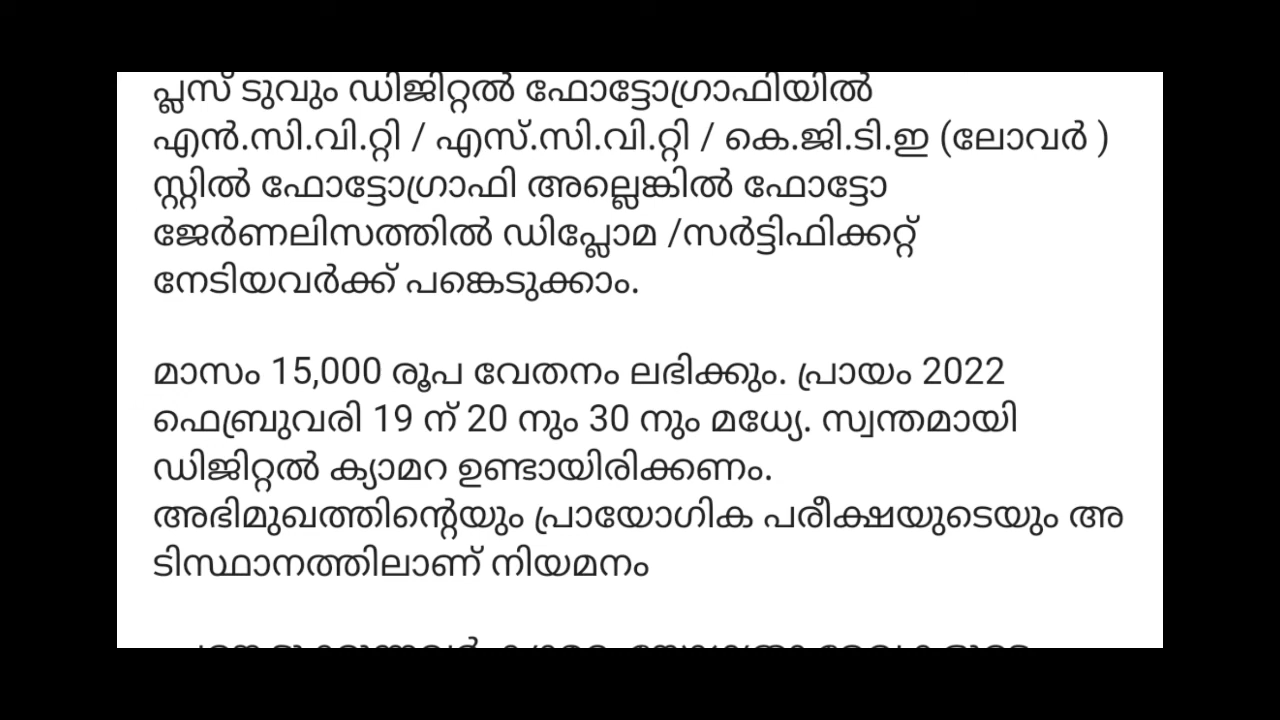 പ്ലസ് ടുവും ഡിജിറ്റൽ ഫോട്ടോഗ്രാഫിയിൽ
എൻ.സി.വി.റ്റി / എസ്.സി.വി.റ്റി / കെ.ജി.ടി.ഇ (ലോവർ )
സ്റ്റിൽ ഫോട്ടോഗ്രാഫി അല്ലെങ്കിൽ ഫോട്ടോ
ജേർണലിസത്തിൽ ഡിപ്ലോമ /സർട്ടിഫിക്കറ്റ്
നേടിയവർക്ക് പങ്കെടുക്കാം.
മാസം 15,000 രൂപ വേതനം ലഭിക്കും. പ്രായം 2022
ഫെബ്രുവരി 19 ന് 20 നും 30 നും മധ്യേ. സ്വന്തമായി
ഡിജിറ്റൽ ക്യാമറ ഉണ്ടായിരിക്കണം.
അഭിമുഖത്തിന്റെയും പ്രായോഗിക പരീക്ഷയുടെയും അ
ടിസ്ഥാനത്തിലാണ് നിയമനം